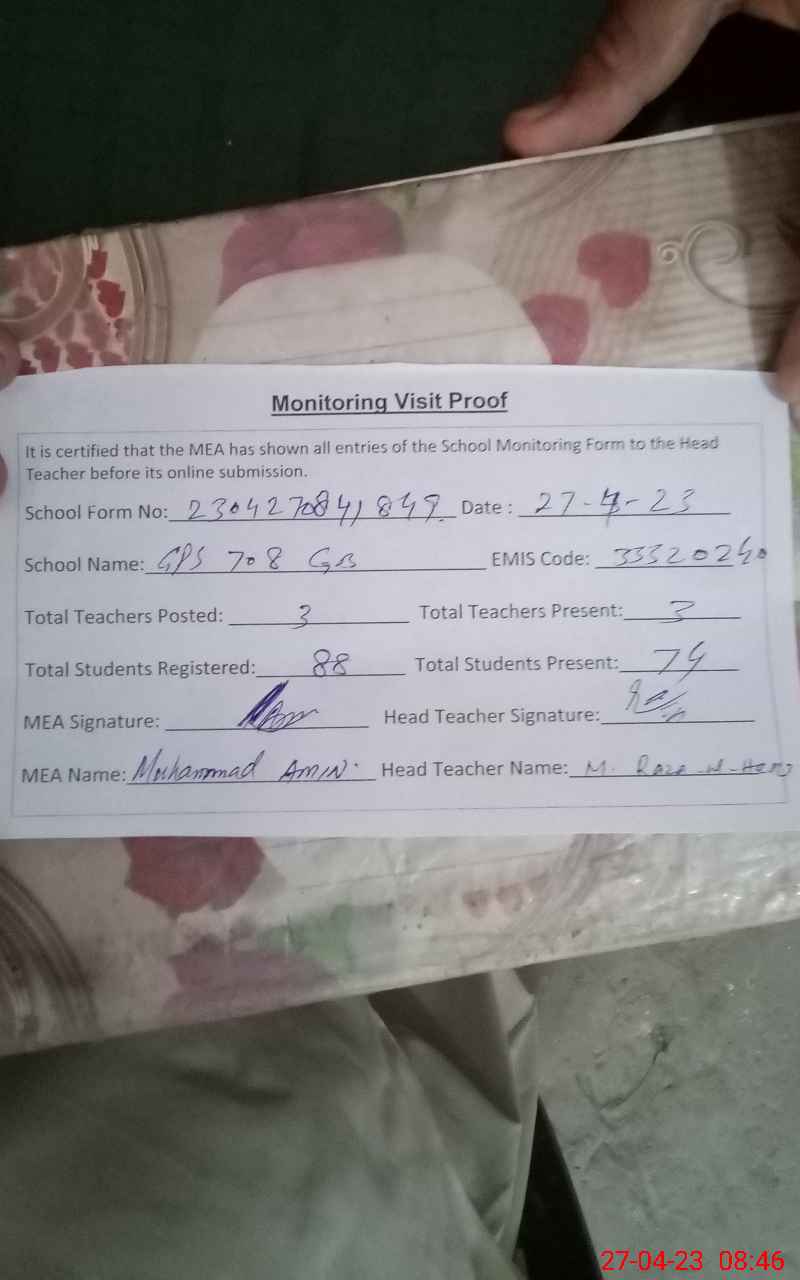 Monitoring Visit Proof
It is certified that the MEA has shown all entries of the School Monitoring Form to the Head
Teacher before its online submission.
School Form No: 2304270841849 Date : 27-4-23
School Name: GPS 708 GB EMIS Code: 33320240
Total Teachers Posted: 3 Total Teachers Present: 3
Total Students Registered: 88 Total Students Present: 74
MEA Signature: Head Teacher Signature:
MEA Name: Muhammad AMIN. Head Teacher Name: M. Raza
27-04-23 08:46